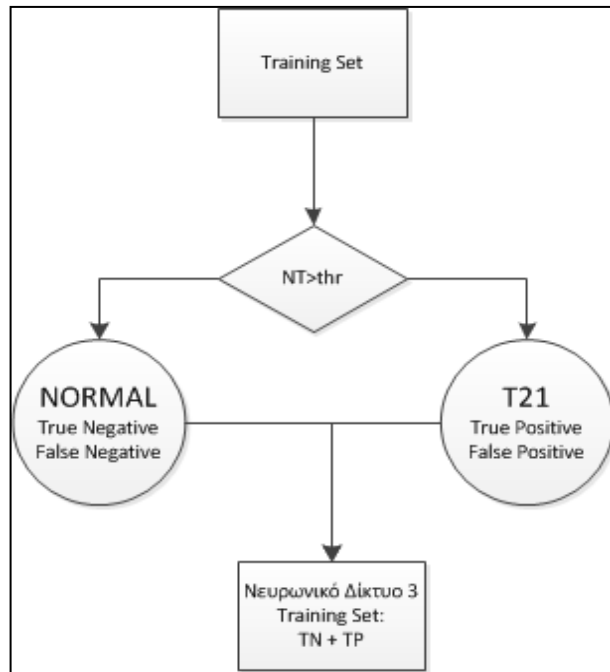 Training Set
NT>thr
NORMAL
True Negative
False Negative
T21
True Positive
False Positive
Νευρωνικό Δίκτυο 3
Training Set:
TN + TP